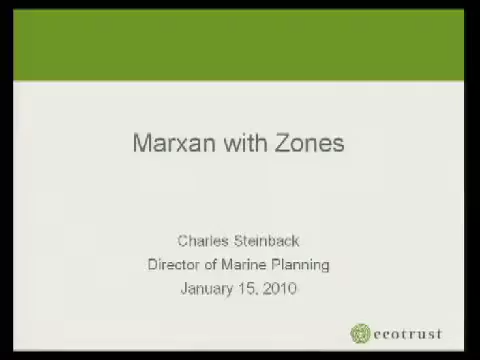 Marxan with Zones
Charles Steinback
Director of Marine Planning
January 15, 2010
ecotrust